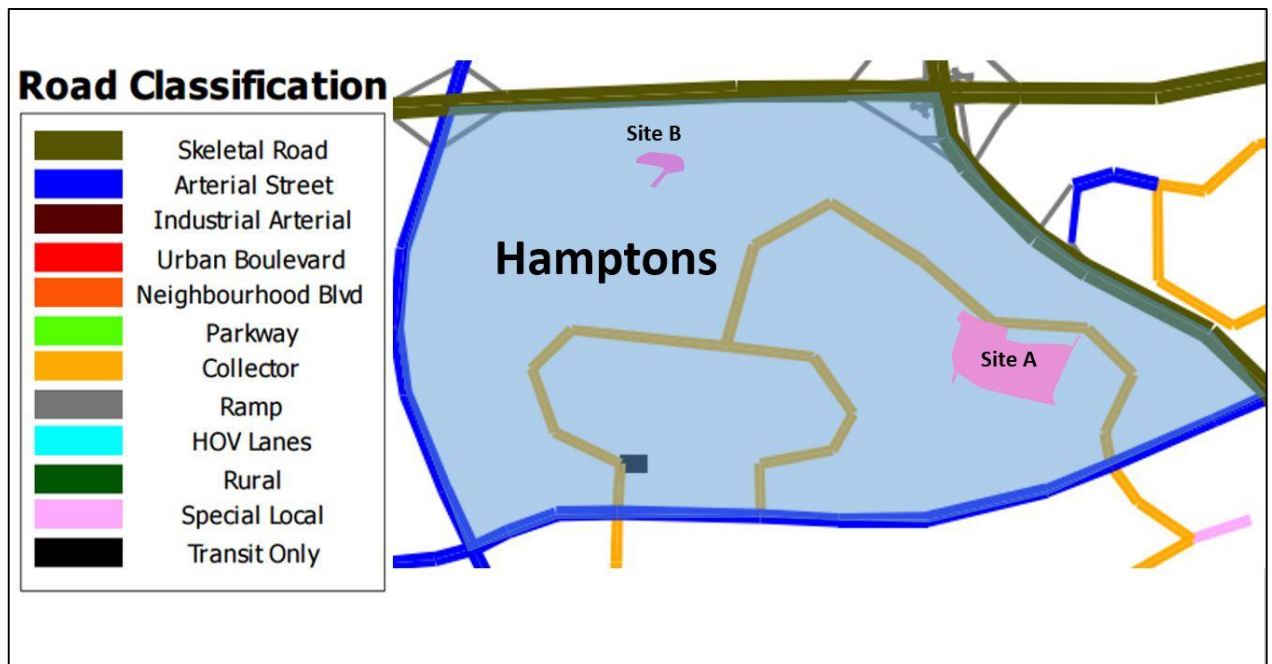 Road Classification
Skeletal Road
Arterial Street
Industrial Arterial
Urban Boulevard
Neighbourhood Blvd
Parkway
Collector
Ramp
HOV Lanes
Rural
Special Local
Transit Only
Site B
Hamptons
Site A